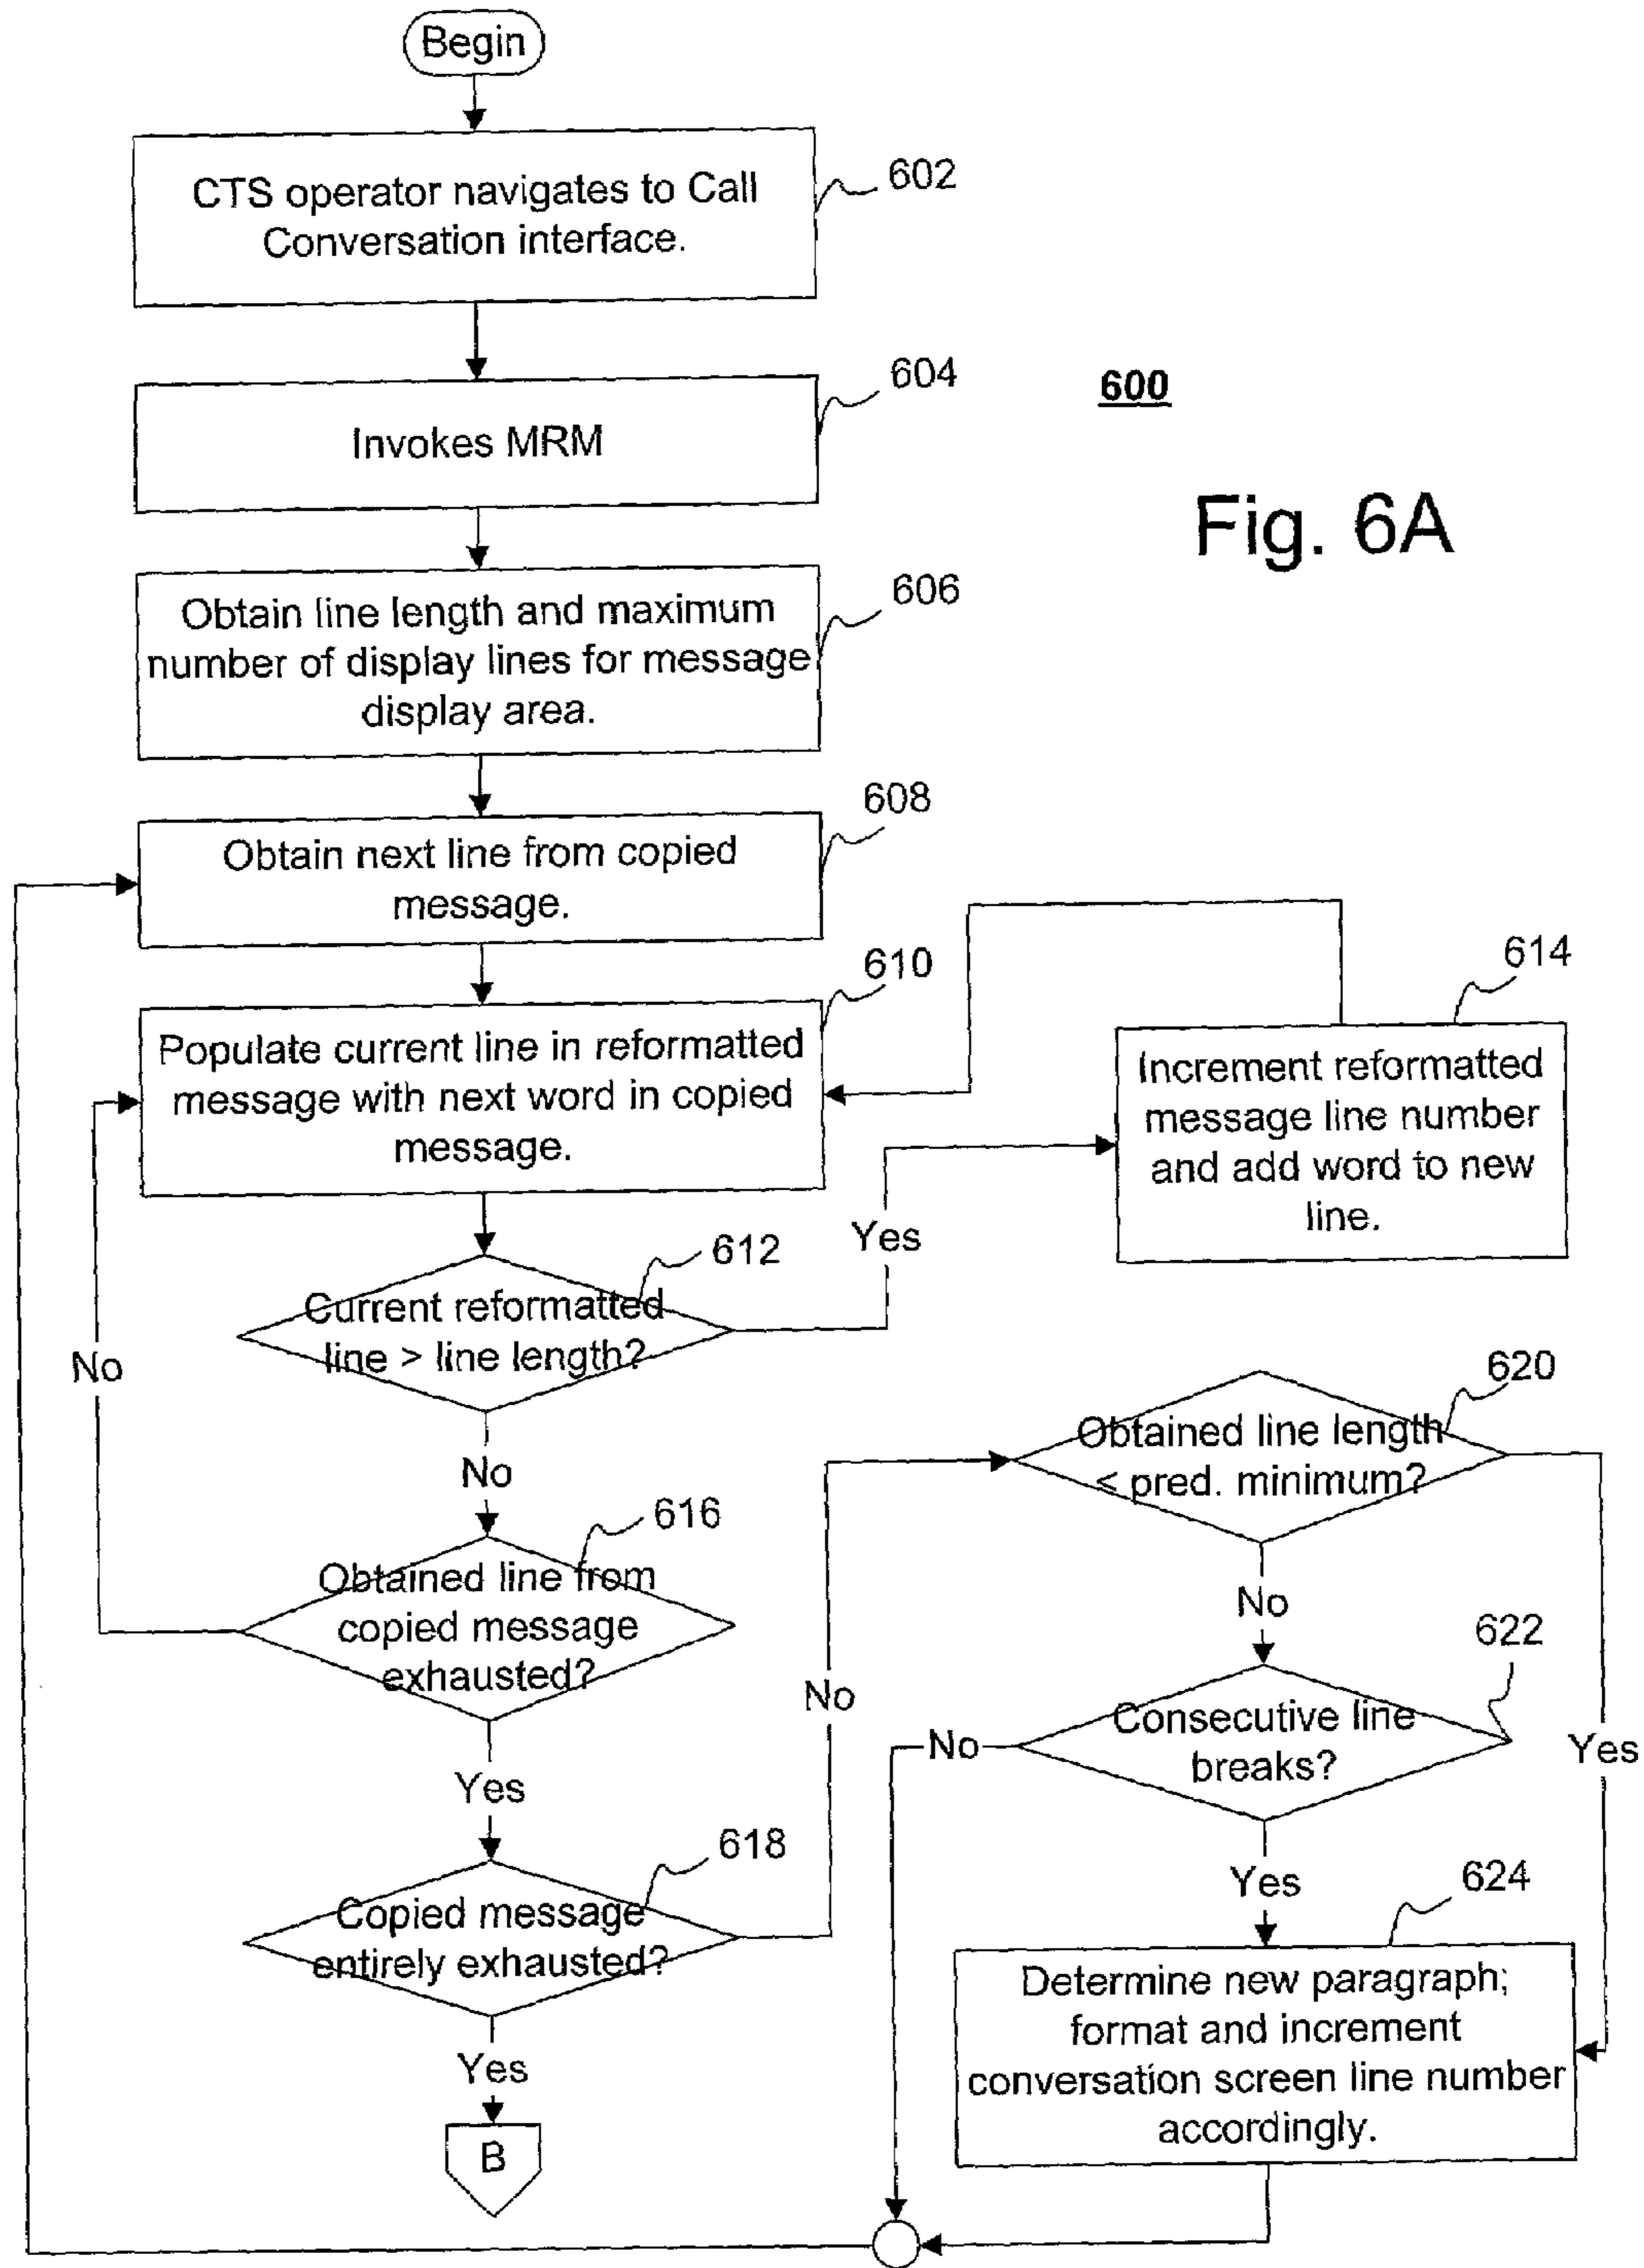 Begin
CTS operator navigates to Call
Conversation interface.
602
Invokes MRM
604
600
Fig. 6A
Obtain line length and maximum
number of display lines for message
display area.
606
Obtain next line from copied
message.
608
Populate current line in reformatted
message with next word in copied
message.
610
Increment reformatted
message line number
and add word to new
line.
614
Current reformatted
line > line length?
612
Yes
No
No
Obtained line from
copied message
exhausted?
616
Yes
Copied message
entirely exhausted?
618
No
Yes
B
Obtained line length
< pred. minimum?
620
No
Yes
Consecutive line
breaks?
622
No
Yes
Determine new paragraph;
format and increment
conversation screen line number
accordingly.
624